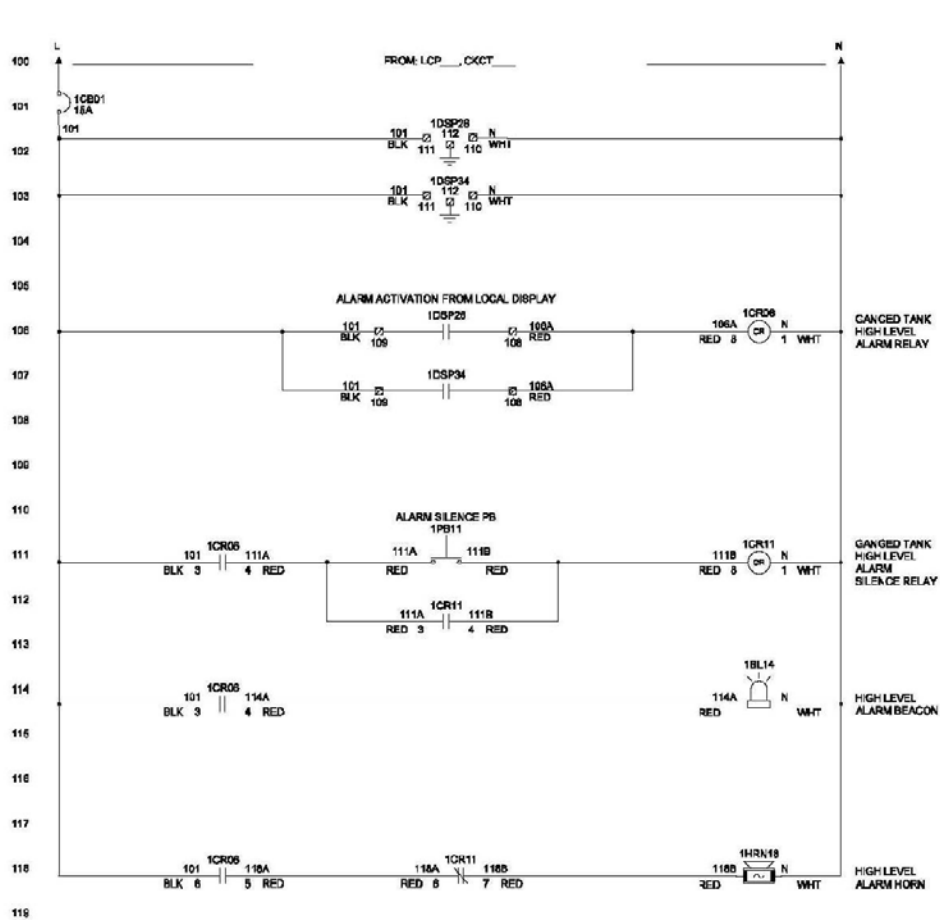 L N
100 FROM: LCP___, CKCT___
101 1CB01
15A
101
1DSP28
101 112 N
BLK 111 110 WHT
102
1DSP34
101 112 N
103 BLK 111 110 WHT
104
105
ALARM ACTIVATION FROM LOCAL DISPLAY
1DSP28 1CR06 GANGED TANK
106 101 106A 106A CR N HIGH LEVEL
BLK 109 108 RED RED 8 1 WHT ALARM RELAY
107 1DSP34
101 106A
BLK 109 108 RED
108
109
110
ALARM SILENCE PB
1PB11
1CR06 1CR11 GANGED TANK
111 101 111A 111A 111B 111B CR N HIGH LEVEL
BLK 3 4 RED RED RED RED 8 1 WHT ALARM
SILENCE RELAY
112 1CR11
111A 111B
RED 3 4 RED
113
1BL14
114 1CR06
101 114A 114A N HIGH LEVEL
BLK 3 4 RED RED WHT ALARM BEACON
115
116
117
1CR06 1CR11 1HRN18
118 101 118A 118A 118B 118B N HIGH LEVEL
BLK 6 5 RED RED 6 7 RED RED WHT ALARM HORN
119